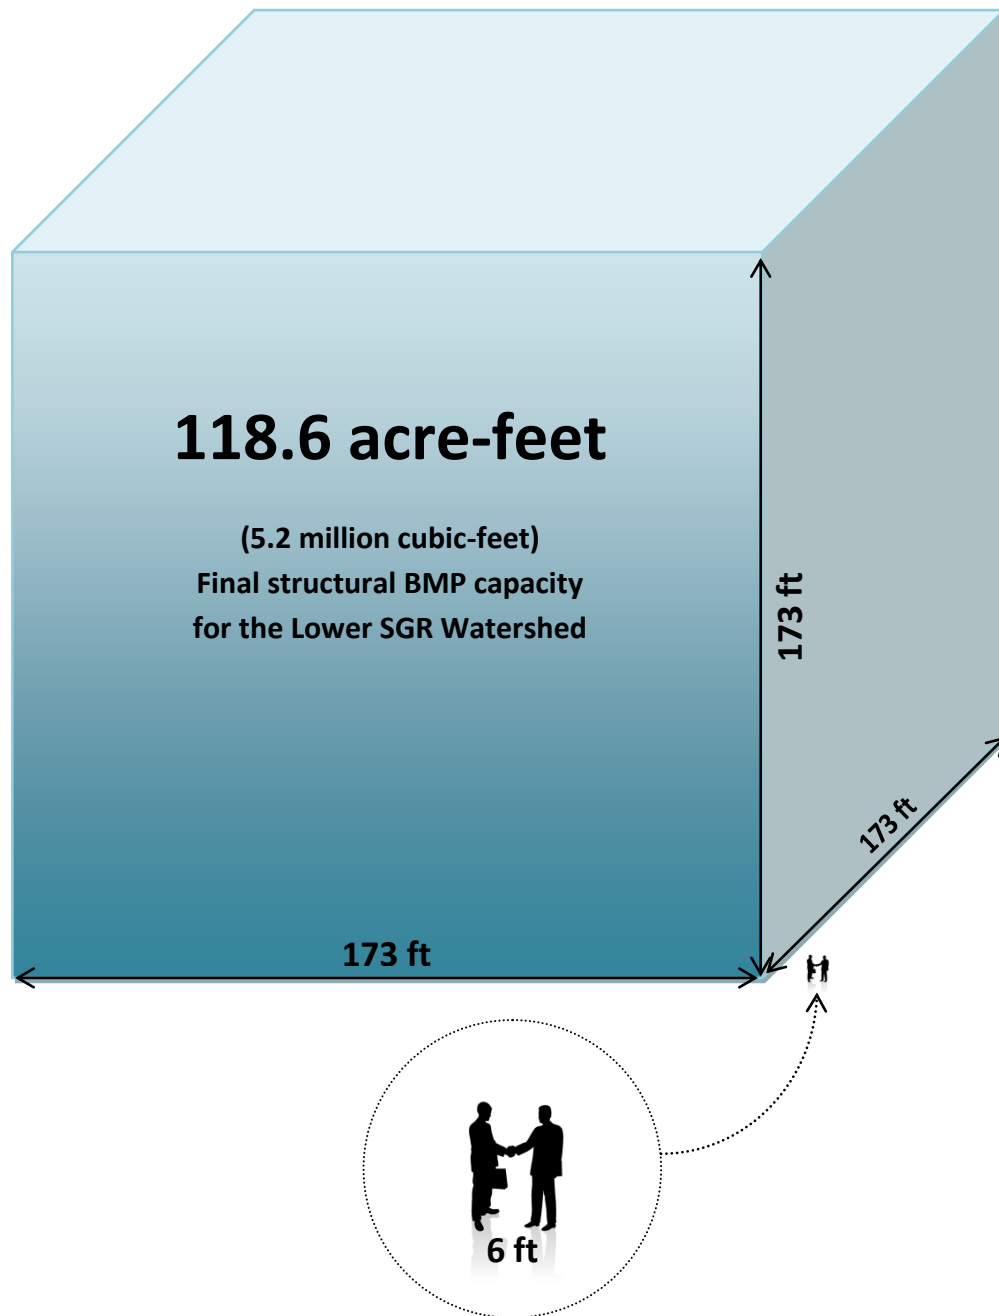 118.6 acre-feet
(5.2 million cubic-feet)
Final structural BMP capacity
for the Lower SGR Watershed
173 ft
173 ft
173 ft
6 ft